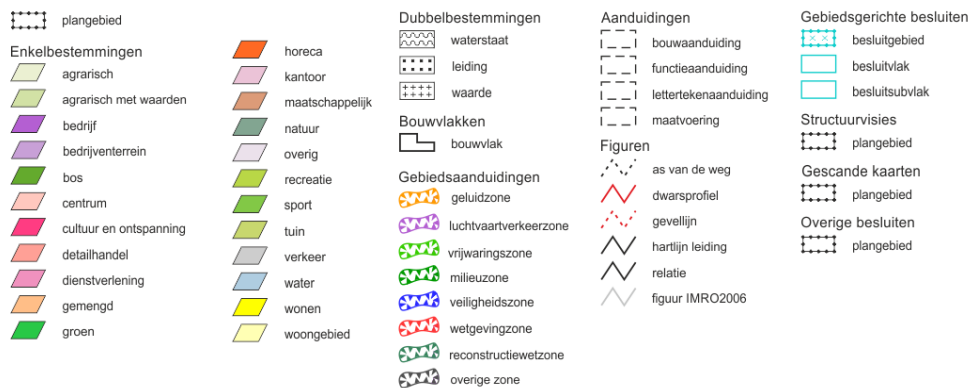 plangebied
Enkelbestemmingen
agrarisch
agrarisch met waarden
bedrijf
bedrijventerrein
bos
centrum
cultuur en ontspanning
detailhandel
dienstverlening
gemengd
groen
horeca
kantoor
maatschappelijk
natuur
overig
recreatie
sport
tuin
verkeer
water
wonen
woongebied
Dubbelbestemmingen
waterstaat
leiding
waarde
Bouwvlakken
bouwvlak
Gebiedsaanduidingen
geluidzone
luchtvaartverkeerzone
vrijwaringszone
milieuzone
veiligheidszone
wetgevingzone
reconstructiewetzone
overige zone
Aanduidingen
bouwaanduiding
functieaanduiding
lettertekenaanduiding
maatvoering
Figuren
as van de weg
dwarsprofiel
gevellijn
hartlijn leiding
relatie
figuur IMRO2006
Gebiedsgerichte besluiten
besluitgebied
besluitvlak
besluitsubvlak
Structuurvisies
plangebied
Gescande kaarten
plangebied
Overige besluiten
plangebied